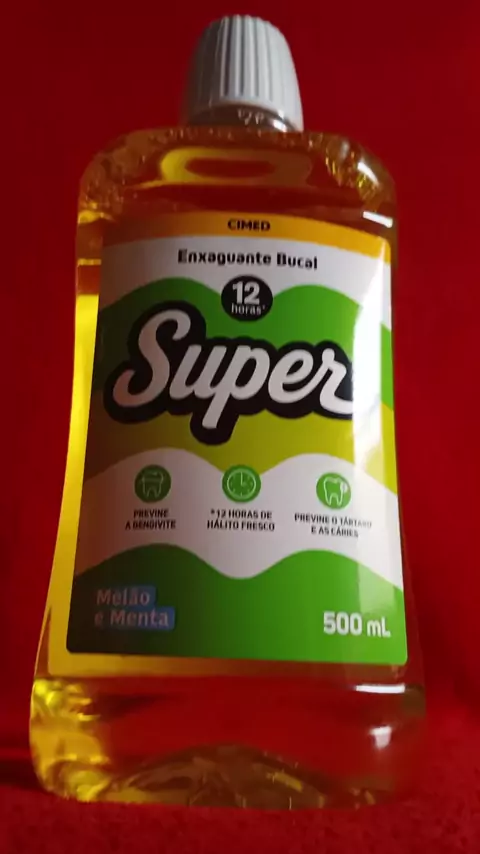 CIMED
Enxaguante Bucal
12
horas*
Super
PREVINE
A GENGIVITE
*12 HORAS DE
HÁLITO FRESCO
PREVINE O TÁRTARO
E AS CÁRIES
Melão
e Menta
500 mL